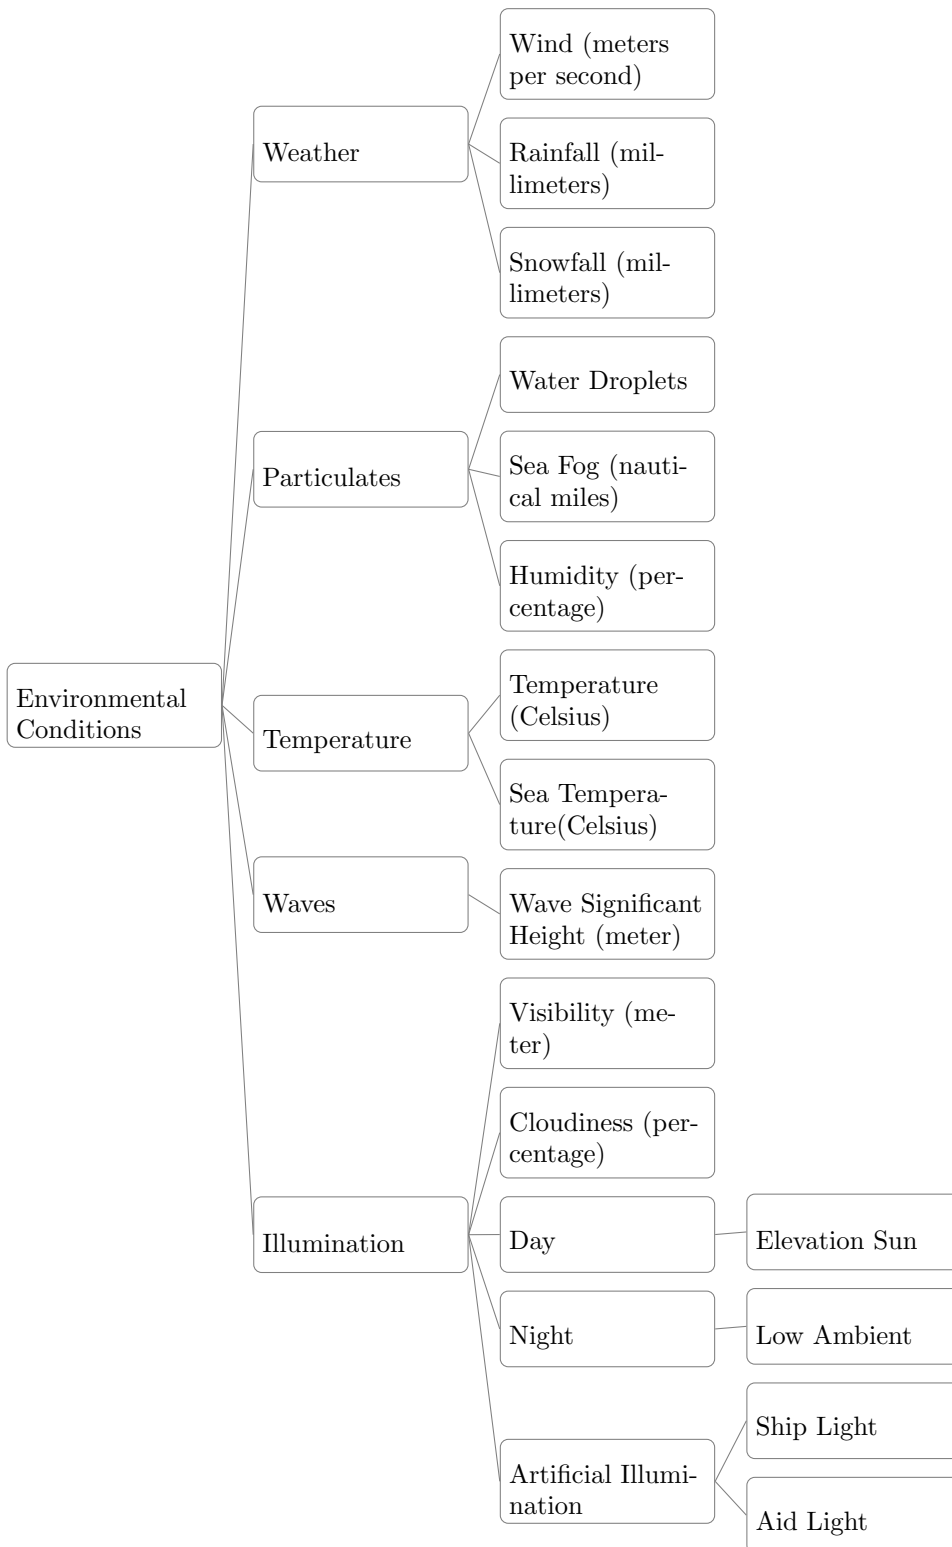 Wind (meters
per second)
Weather
Rainfall (mil-
limeters)
Snowfall (mil-
limeters)
Water Droplets
Particulates
Sea Fog (nauti-
cal miles)
Humidity (per-
centage)
Environmental
Conditions
Temperature
Temperature
(Celsius)
Sea Tempera-
ture(Celsius)
Waves
Wave Significant
Height (meter)
Illumination
Visibility (me-
ter)
Cloudiness (per-
centage)
Day
Elevation Sun
Night
Low Ambient
Artificial Illumi-
nation
Ship Light
Aid Light